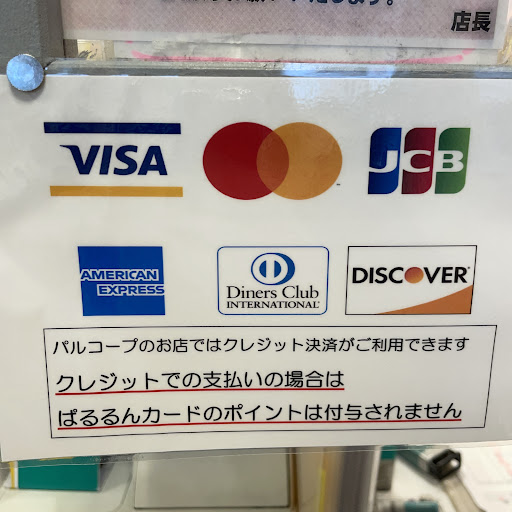 店長
VISA
JCB
AMERICAN EXPRESS
Diners Club
INTERNATIONAL
DISCOVER
パルコープのお店ではクレジット決済がご利用できます
クレジットでの支払いの場合は
ぱるるんカードのポイントは付与されません